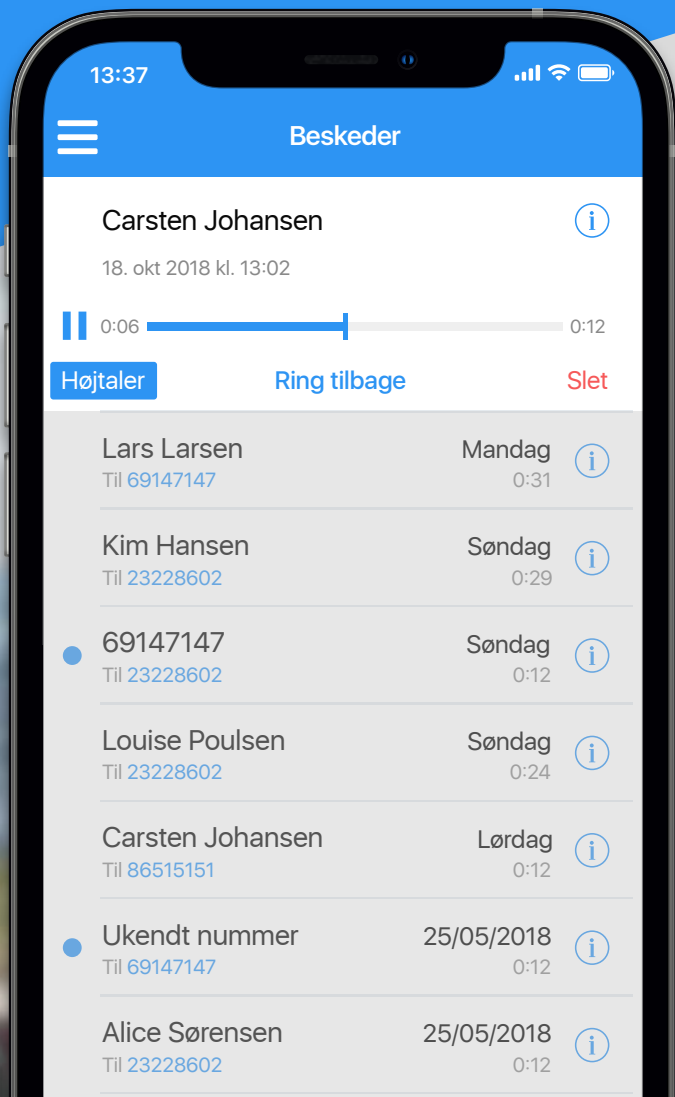 13:37
Beskeder
Carsten Johansen
18. okt 2018 kl. 13:02
0:06 0:12
Højtaler Ring tilbage Slet
Lars Larsen Mandag
Til 69147147 0:31
Kim Hansen Søndag
Til 23228602 0:29
69147147 Søndag
Til 23228602 0:12
Louise Poulsen Søndag
Til 23228602 0:24
Carsten Johansen Lørdag
Til 86515151 0:12
Ukendt nummer 25/05/2018
Til 69147147 0:12
Alice Sørensen 25/05/2018
Til 23228602 0:12